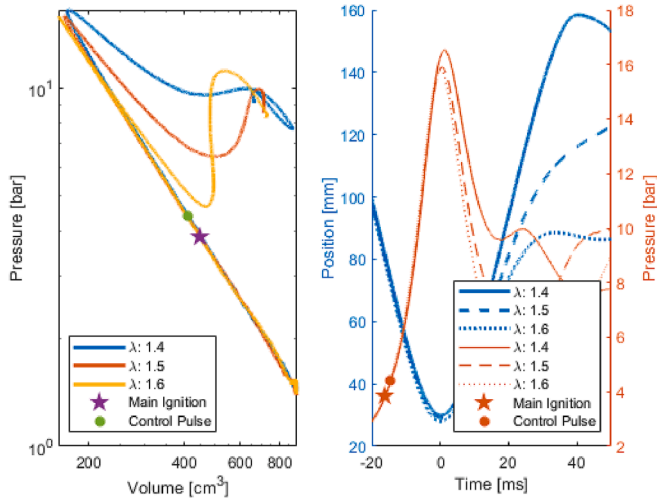 10¹
10⁰
Pressure [bar]
200
400
600
800
Volume [cm³]
λ: 1.4
λ: 1.5
λ: 1.6
Main Ignition
Control Pulse
160
140
120
100
80
60
40
20
Position [mm]
-20
0
20
40
Time [ms]
18
16
14
12
10
8
6
4
2
Pressure [bar]
λ: 1.4
λ: 1.5
λ: 1.6
λ: 1.4
λ: 1.5
λ: 1.6
Main Ignition
Control Pulse